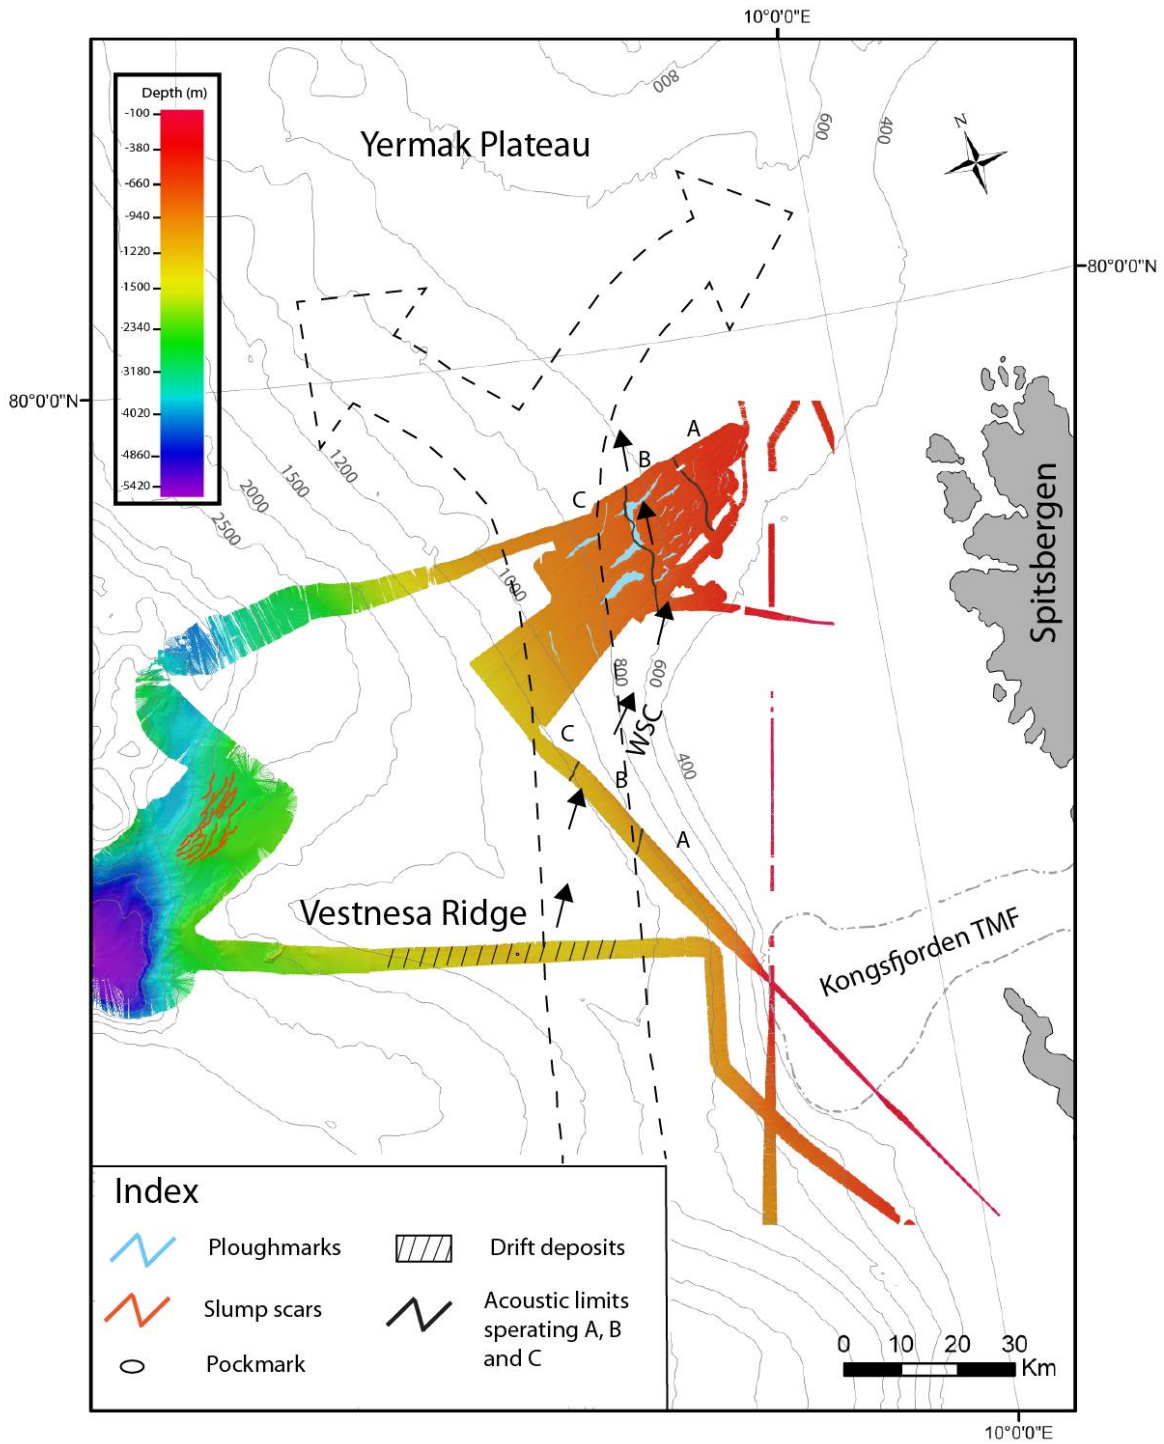 10°0'0"E
800
Depth (m)
-100
-380
-660
-940
-1220
-1500
-2340
-3180
-4020
-4860
-5420
Yermak Plateau
600
400
N
80°0'0"N
80°0'0"N
A
B
C
1200
1500
2000
2500
1000
Spitsbergen
800
600
WSC
C
B
400
A
Vestnesa Ridge
Kongsfjorden TMF
Index
Ploughmarks
Drift deposits
Slump scars
Acoustic limits
sperating A, B
and C
Pockmark
0 10 20 30
Km
10°0'0"E